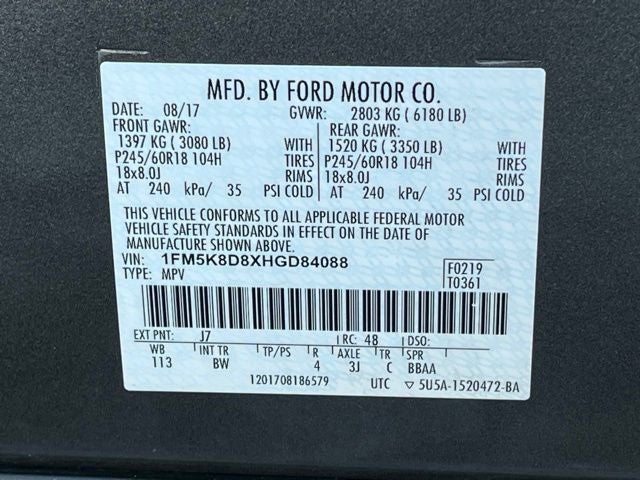 MFD. BY FORD MOTOR CO.
DATE: 08/17 GVWR: 2803 KG ( 6180 LB)
FRONT GAWR: REAR GAWR:
1397 KG ( 3080 LB) WITH 1520 KG ( 3350 LB) WITH
P245/60R18 104H TIRES P245/60R18 104H TIRES
18x8.0J RIMS 18x8.0J RIMS
AT 240 kPa/ 35 PSI COLD AT 240 kPa/ 35 PSI COLD
THIS VEHICLE CONFORMS TO ALL APPLICABLE FEDERAL MOTOR
VEHICLE SAFETY STANDARDS IN EFFECT ON THE DATE OF
MANUFACTURE SHOWN ABOVE.
VIN: 1FM5K8D8XHGD84088 F0219
TYPE: MPV T0361
EXT PNT: J7 RC: 48 DSO:
WB INT TR TP/PS R AXLE TR SPR
113 BW 4 3J C BBAA
1201708186579 UTC ▽ 5U5A-1520472-BA